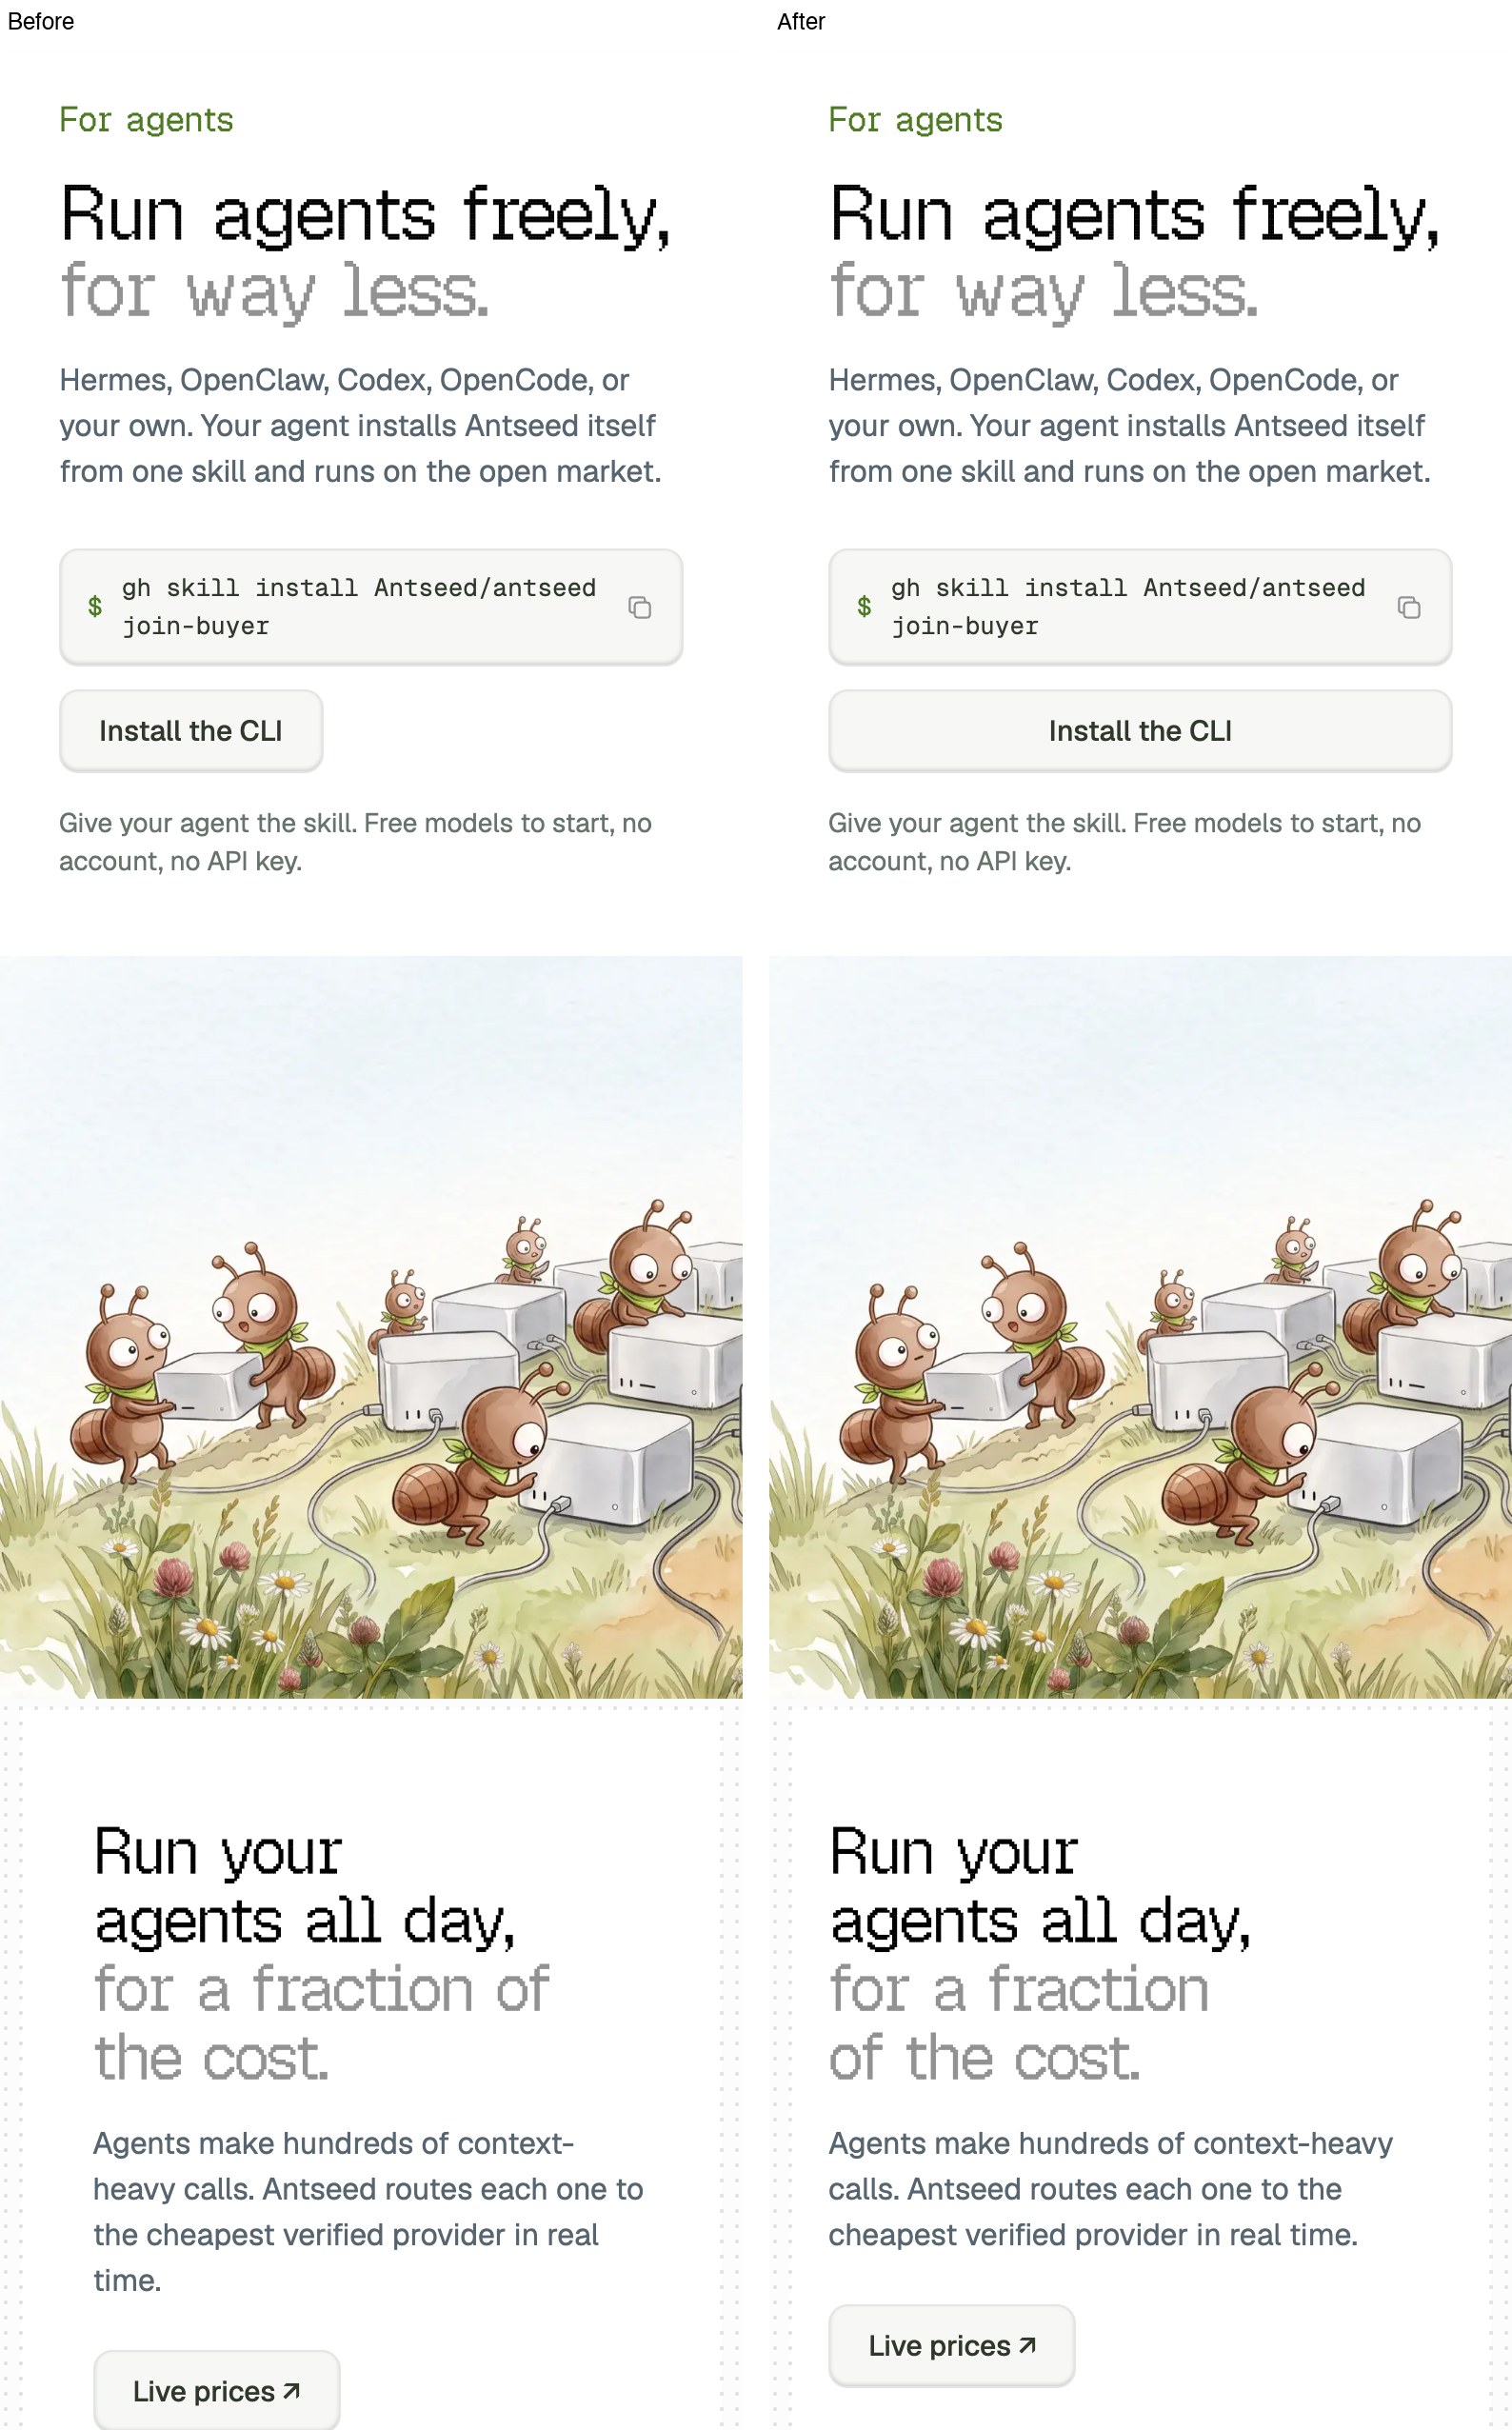 Before
For agents
Run agents freely,
for way less.
Hermes, OpenClaw, Codex, OpenCode, or
your own. Your agent installs Antseed itself
from one skill and runs on the open market.
$ gh skill install Antseed/antseed
join-buyer
Install the CLI
Give your agent the skill. Free models to start, no
account, no API key.
Run your
agents all day,
for a fraction of
the cost.
Agents make hundreds of context-
heavy calls. Antseed routes each one to
the cheapest verified provider in real
time.
Live prices ↗
After
For agents
Run agents freely,
for way less.
Hermes, OpenClaw, Codex, OpenCode, or
your own. Your agent installs Antseed itself
from one skill and runs on the open market.
$ gh skill install Antseed/antseed
join-buyer
Install the CLI
Give your agent the skill. Free models to start, no
account, no API key.
Run your
agents all day,
for a fraction
of the cost.
Agents make hundreds of context-heavy
calls. Antseed routes each one to the
cheapest verified provider in real time.
Live prices ↗